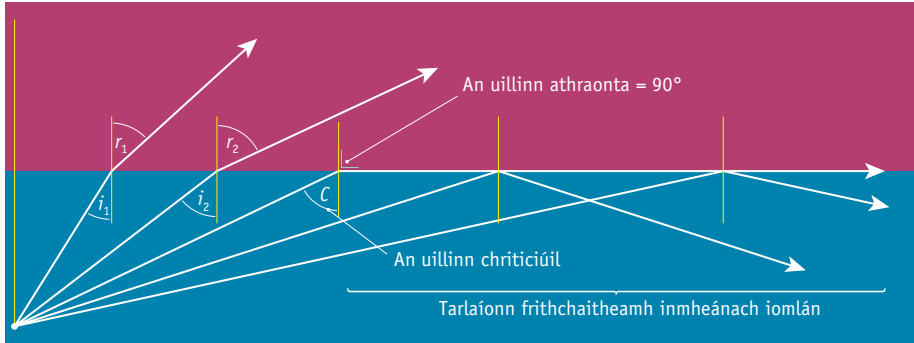 An uillinn athraonta = 90°
r₁
r₂
i₁
i₂
C
An uillinn chriticiúil
Tarlaíonn frithchaitheamh inmheánach iomlán